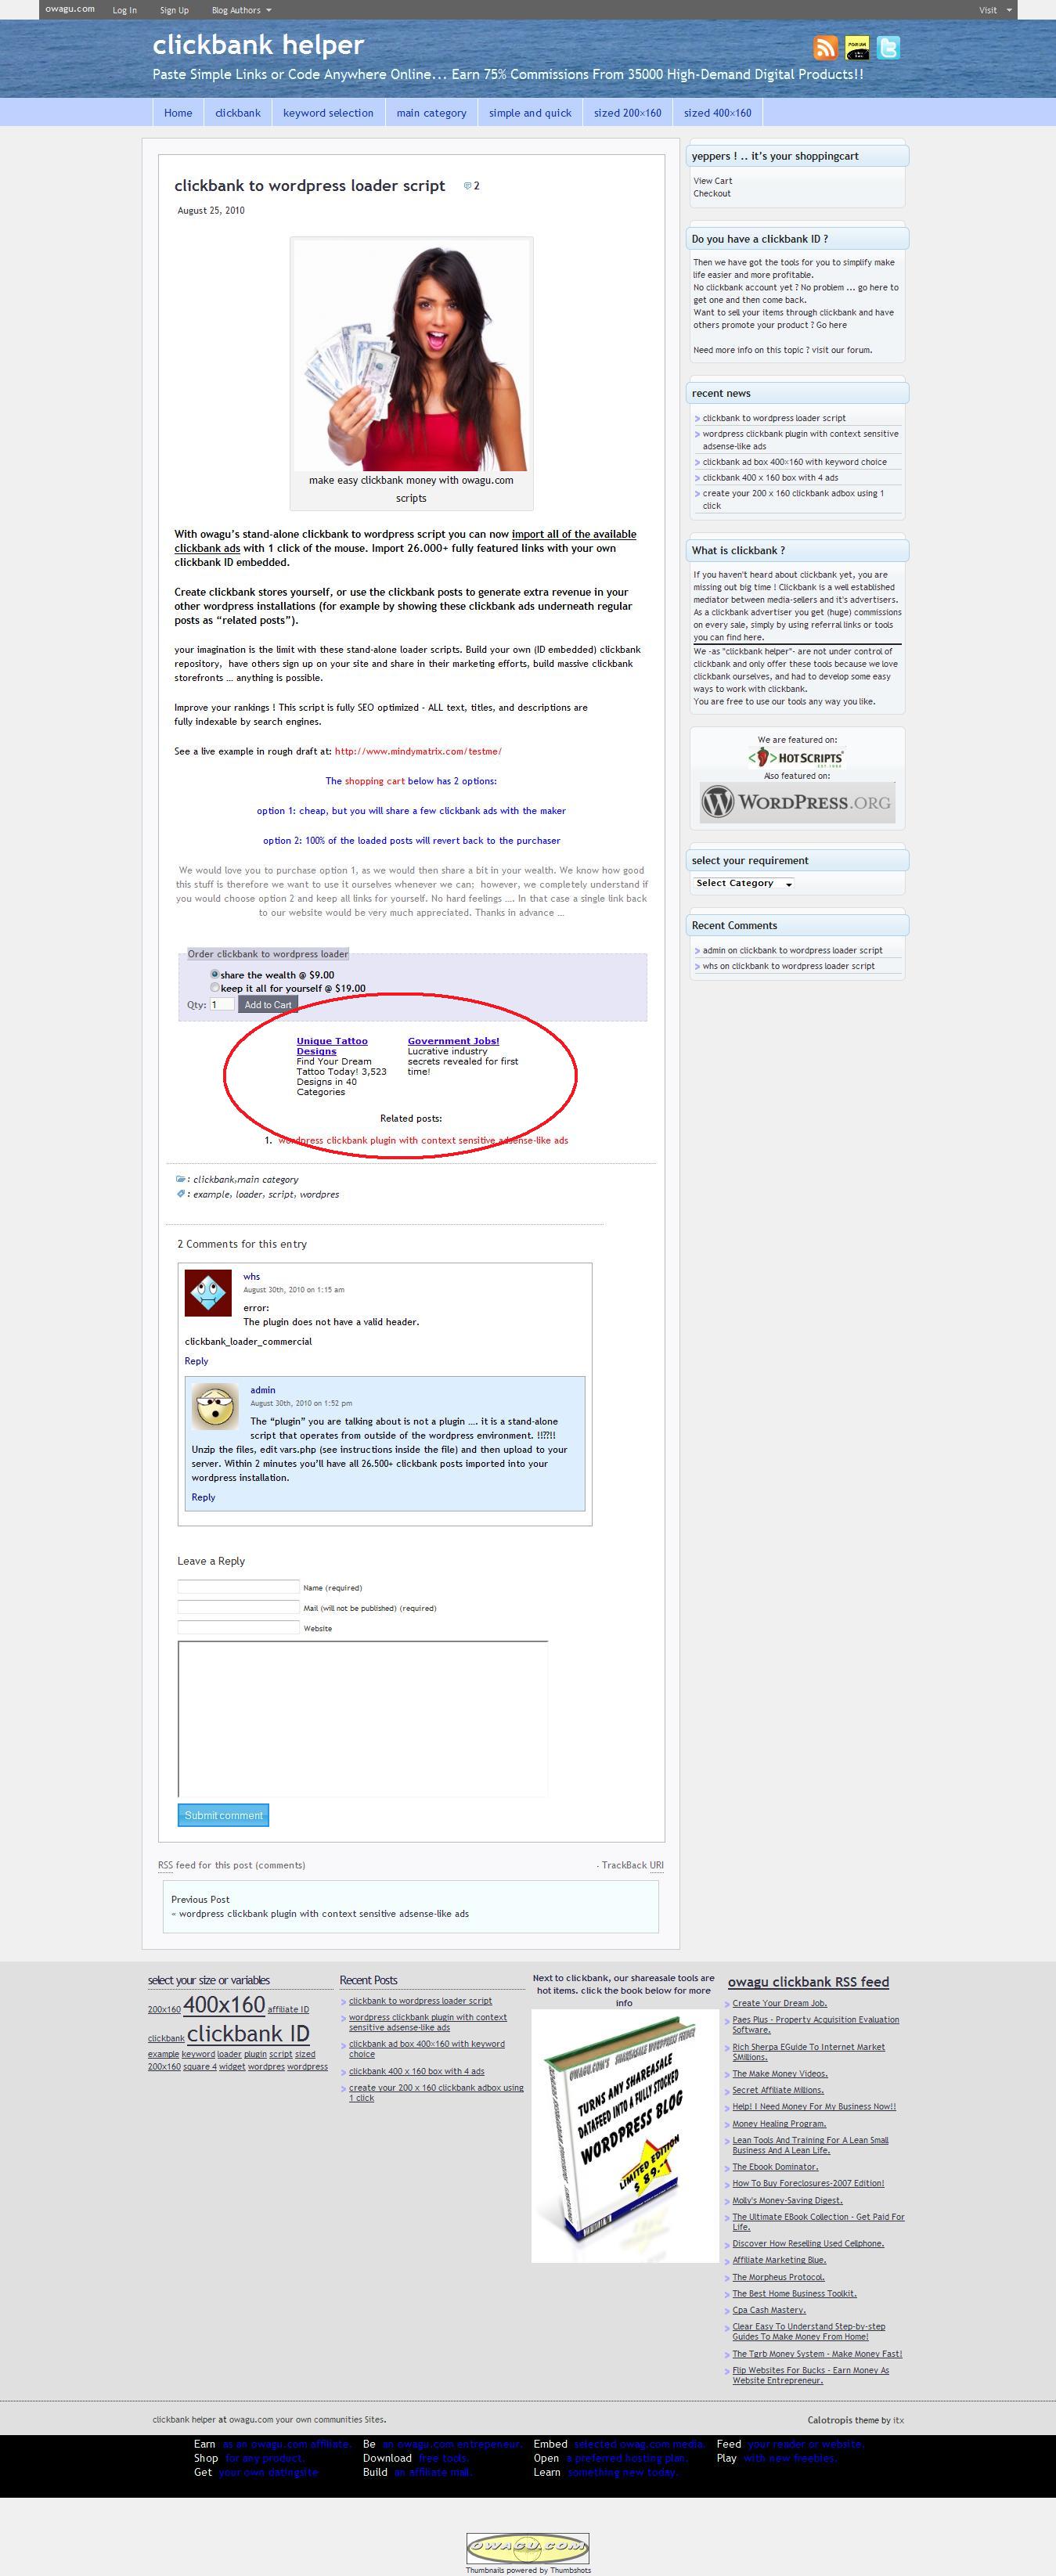 owagu.com Log In Sign Up Blog Authors Visit
clickbank helper
Paste Simple Links or Code Anywhere Online... Earn 75% Commissions From 35000 High-Demand Digital Products!!
FORUM
Home clickbank keyword selection main category simple and quick sized 200×160 sized 400×160
clickbank to wordpress loader script 2
August 25, 2010
make easy clickbank money with owagu.com
scripts
With owagu's stand-alone clickbank to wordpress script you can now import all of the available
clickbank ads with 1 click of the mouse. Import 26.000+ fully featured links with your own
clickbank ID embedded.
Create clickbank stores yourself, or use the clickbank posts to generate extra revenue in your
other wordpress installations (for example by showing these clickbank ads underneath regular
posts as “related posts”).
your imagination is the limit with these stand-alone loader scripts. Build your own (ID embedded) clickbank
repository, have others sign up on your site and share in their marketing efforts, build massive clickbank
storefronts … anything is possible.
Improve your rankings ! This script is fully SEO optimized - ALL text, titles, and descriptions are
fully indexable by search engines.
See a live example in rough draft at: http://www.mindymatrix.com/testme/
The shopping cart below has 2 options:
option 1: cheap, but you will share a few clickbank ads with the maker
option 2: 100% of the loaded posts will revert back to the purchaser
We would love you to purchase option 1, as we would then share a bit in your wealth. We know how good
this stuff is therefore we want to use it ourselves whenever we can; however, we completely understand if
you would choose option 2 and keep all links for yourself. No hard feelings …. In that case a single link back
to our website would be very much appreciated. Thanks in advance …
Order clickbank to wordpress loader
share the wealth @ $9.00
keep it all for yourself @ $19.00
Qty: 1 Add to Cart
Unique Tattoo
Designs
Find Your Dream
Tattoo Today! 3,523
Designs in 40
Categories
Government Jobs!
Lucrative industry
secrets revealed for first
time!
Related posts:
1. wordpress clickbank plugin with context sensitive adsense-like ads
: clickbank,main category
: example, loader, script, wordpres
2 Comments for this entry
whs
August 30th, 2010 on 1:15 am
error:
The plugin does not have a valid header.
clickbank_loader_commercial
Reply
admin
August 30th, 2010 on 1:52 pm
The “plugin” you are talking about is not a plugin …. it is a stand-alone
script that operates from outside of the wordpress environment. !!??!!
Unzip the files, edit vars.php (see instructions inside the file) and then upload to your
server. Within 2 minutes you'll have all 26.500+ clickbank posts imported into your
wordpress installation.
Reply
Leave a Reply
Name (required)
Mail (will not be published) (required)
Website
Submit comment
RSS feed for this post (comments) - TrackBack URI
Previous Post
« wordpress clickbank plugin with context sensitive adsense-like ads
yeppers ! .. it's your shoppingcart
View Cart
Checkout
Do you have a clickbank ID ?
Then we have got the tools for you to simplify make
life easier and more profitable.
No clickbank account yet ? No problem ... go here to
get one and then come back.
Want to sell your items through clickbank and have
others promote your product ? Go here
Need more info on this topic ? visit our forum.
recent news
clickbank to wordpress loader script
wordpress clickbank plugin with context sensitive
adsense-like ads
clickbank ad box 400×160 with keyword choice
clickbank 400 x 160 box with 4 ads
create your 200 x 160 clickbank adbox using 1
click
What is clickbank ?
If you haven't heard about clickbank yet, you are
missing out big time ! Clickbank is a well established
mediator between media-sellers and it's advertisers.
As a clickbank advertiser you get (huge) commissions
on every sale, simply by using referral links or tools
you can find here.
We -as "clickbank helper"- are not under control of
clickbank and only offer these tools because we love
clickbank ourselves, and had to develop some easy
ways to work with clickbank.
You are free to use our tools any way you like.
We are featured on:
HOTSCRIPTS
EST 1998
Also featured on:
WORDPRESS.ORG
select your requirement
Select Category
Recent Comments
admin on clickbank to wordpress loader script
whs on clickbank to wordpress loader script
select your size or variables
200x160 400x160 affiliate ID
clickbank clickbank ID
example keyword loader plugin script sized
200x160 square 4 widget wordpres wordpress
Recent Posts
clickbank to wordpress loader script
wordpress clickbank plugin with context
sensitive adsense-like ads
clickbank ad box 400×160 with keyword
choice
clickbank 400 x 160 box with 4 ads
create your 200 x 160 clickbank adbox using
1 click
Next to clickbank, our shareasale tools are
hot items. click the book below for more
info
OWAGU.COM'S SHAREASALE WORDPRESS FEEDER
TURNS ANY SHAREASALE
DATAFEED INTO A FULLY STOCKED
WORDPRESS BLOG
LIMITED EDITION
$ 89.-
owagu clickbank RSS feed
Create Your Dream Job.
Paes Plus - Property Acquisition Evaluation
Software.
Rich Sherpa EGuide To Internet Market
$Millions.
The Make Money Videos.
Secret Affiliate Millions.
Help! I Need Money For My Business Now!!
Money Healing Program.
Lean Tools And Training For A Lean Small
Business And A Lean Life.
The Ebook Dominator.
How To Buy Foreclosures-2007 Edition!
Molly's Money-Saving Digest.
The Ultimate EBook Collection - Get Paid For
Life.
Discover How Reselling Used Cellphone.
Affiliate Marketing Blue.
The Morpheus Protocol.
The Best Home Business Toolkit.
Cpa Cash Mastery.
Clear Easy To Understand Step-by-step
Guides To Make Money From Home!
The Tgrb Money System - Make Money Fast!
Flip Websites For Bucks - Earn Money As
Website Entrepreneur.
clickbank helper at owagu.com your own communities Sites. Calotropis theme by itx
Earn as an owagu.com affiliate. Be an owagu.com entrepeneur. Embed selected owag.com media. Feed your reader or website.
Shop for any product. Download free tools. Open a preferred hosting plan. Play with new freebies.
Get your own datingsite Build an affiliate mall. Learn something new today.
OWAGU.COM
Thumbnails powered by Thumbshots